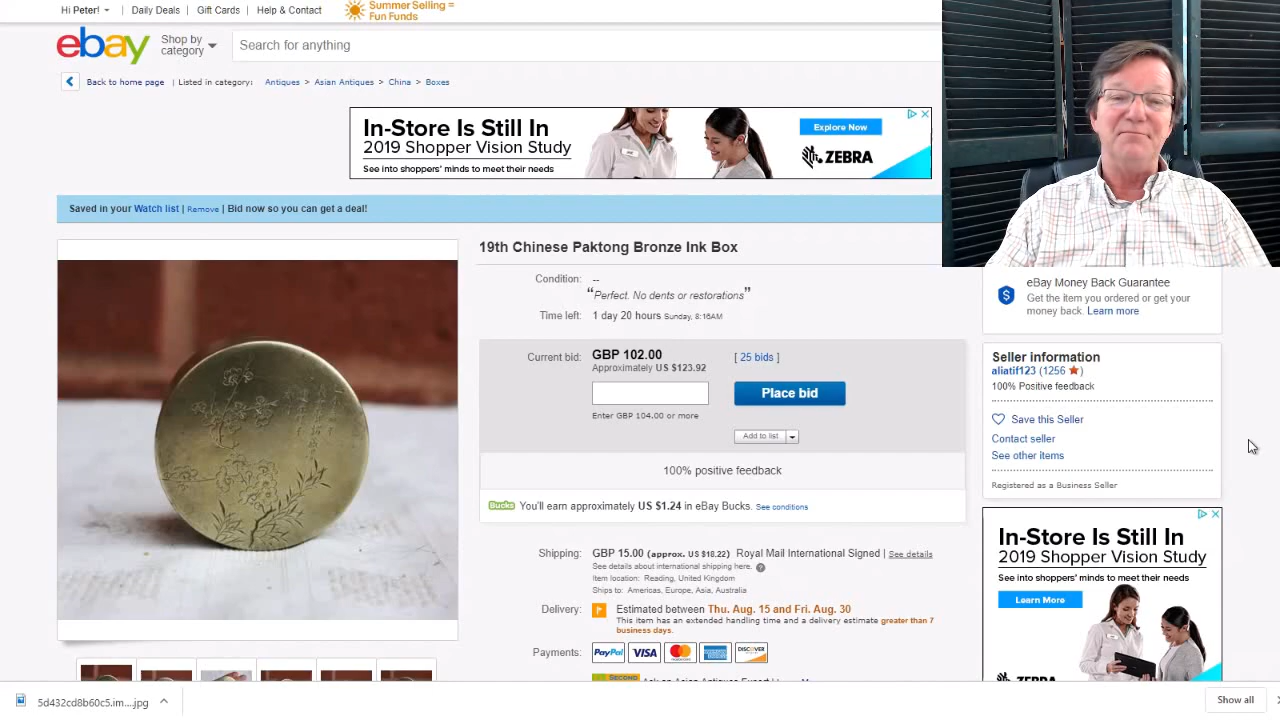 Hi Peter!
Daily Deals
Gift Cards
Help & Contact
Summer Selling =
Fun Funds
ebay
Shop by
category
Search for anything
Back to home page
Listed in category:
Antiques > Asian Antiques > China > Boxes
In-Store Is Still In
2019 Shopper Vision Study
See into shoppers' minds to meet their needs
Explore Now
ZEBRA
Saved in your Watch list | Remove | Bid now so you can get a deal!
19th Chinese Paktong Bronze Ink Box
Condition: --
“Perfect. No dents or restorations”
Time left: 1 day 20 hours Sunday, 8:16AM
Current bid: GBP 102.00 [ 25 bids ]
Approximately US $123.92
Place bid
Enter GBP 104.00 or more
Add to list
100% positive feedback
Bucks You'll earn approximately US $1.24 in eBay Bucks. See conditions
Shipping: GBP 15.00 (approx. US $18.22) Royal Mail International Signed | See details
See details about international shipping here.
Item location: Reading, United Kingdom
Ships to: Americas, Europe, Asia, Australia
Delivery: Estimated between Thu. Aug. 15 and Fri. Aug. 30
This item has an extended handling time and a delivery estimate greater than 7
business days.
Payments: PayPal VISA
DISCOVER
SECOND
eBay Money Back Guarantee
Get the item you ordered or get your
money back. Learn more
Seller information
aliatif123 (1256 )
100% Positive feedback
Save this Seller
Contact seller
See other items
Registered as a Business Seller
In-Store Is Still In
2019 Shopper Vision Study
See into shoppers' minds to meet their needs
Learn More
ZEBRA
5d432cd8b60c5.im....jpg
Show all